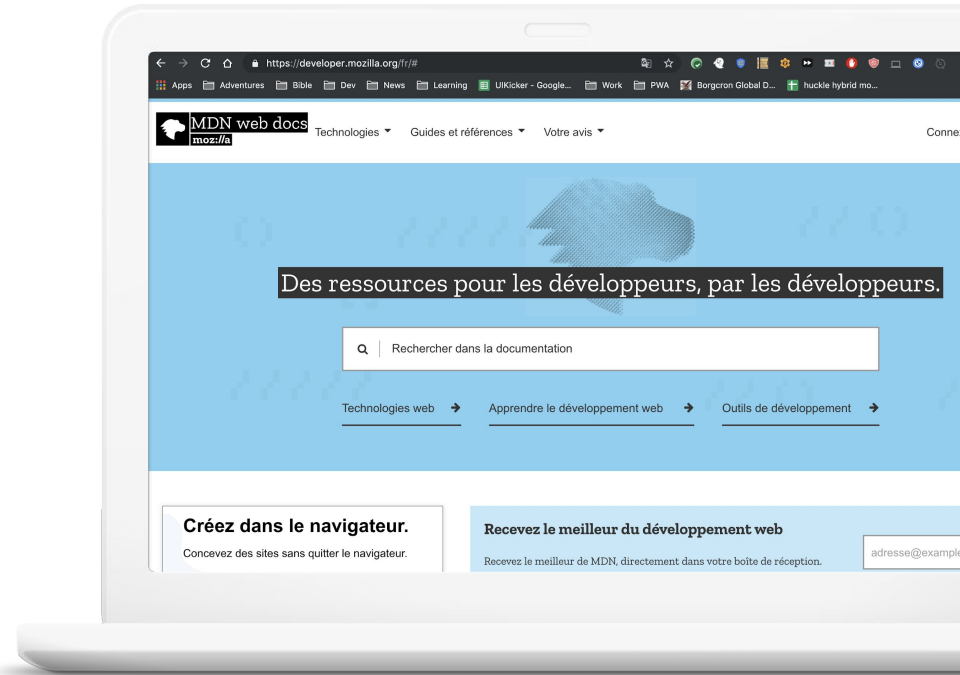 https://developer.mozilla.org/fr/#
Apps Adventures Bible Dev News Learning UIKicker - Google... Work PWA Borgcron Global D... huckle hybrid mo...
MDN web docs
moz://a
Technologies Guides et références Votre avis Conne
Des ressources pour les développeurs, par les développeurs.
Rechercher dans la documentation
Technologies web Apprendre le développement web Outils de développement
Créez dans le navigateur.
Concevez des sites sans quitter le navigateur.
Recevez le meilleur du développement web
Recevez le meilleur de MDN, directement dans votre boîte de réception.
adresse@example